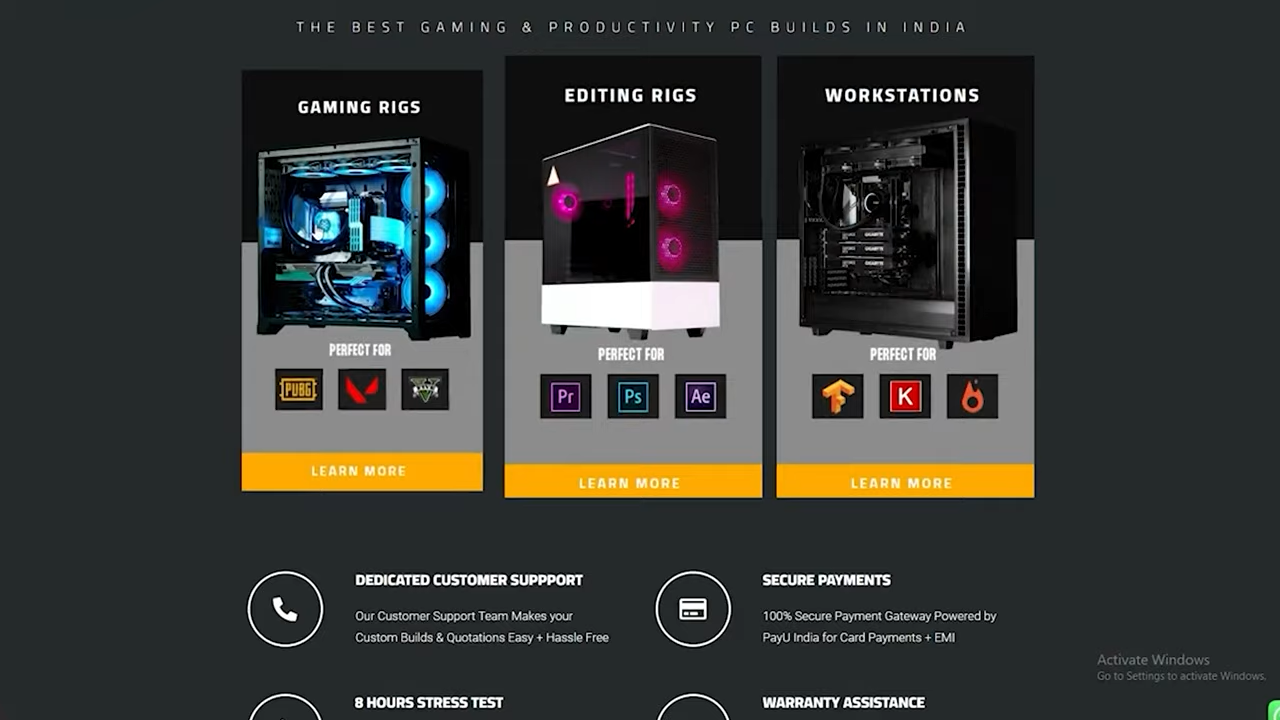 THE BEST GAMING & PRODUCTIVITY PC BUILDS IN INDIA
GAMING RIGS
PERFECT FOR
PUBG
V
LEARN MORE
EDITING RIGS
PERFECT FOR
Pr
Ps
Ae
LEARN MORE
WORKSTATIONS
GIGABYTE
GIGABYTE
GIGABYTE
PERFECT FOR
K
LEARN MORE
DEDICATED CUSTOMER SUPPPORT
Our Customer Support Team Makes your
Custom Builds & Quotations Easy + Hassle Free
SECURE PAYMENTS
100% Secure Payment Gateway Powered by
PayU India for Card Payments + EMI
8 HOURS STRESS TEST
WARRANTY ASSISTANCE
Activate Windows
Go to Settings to activate Windows.